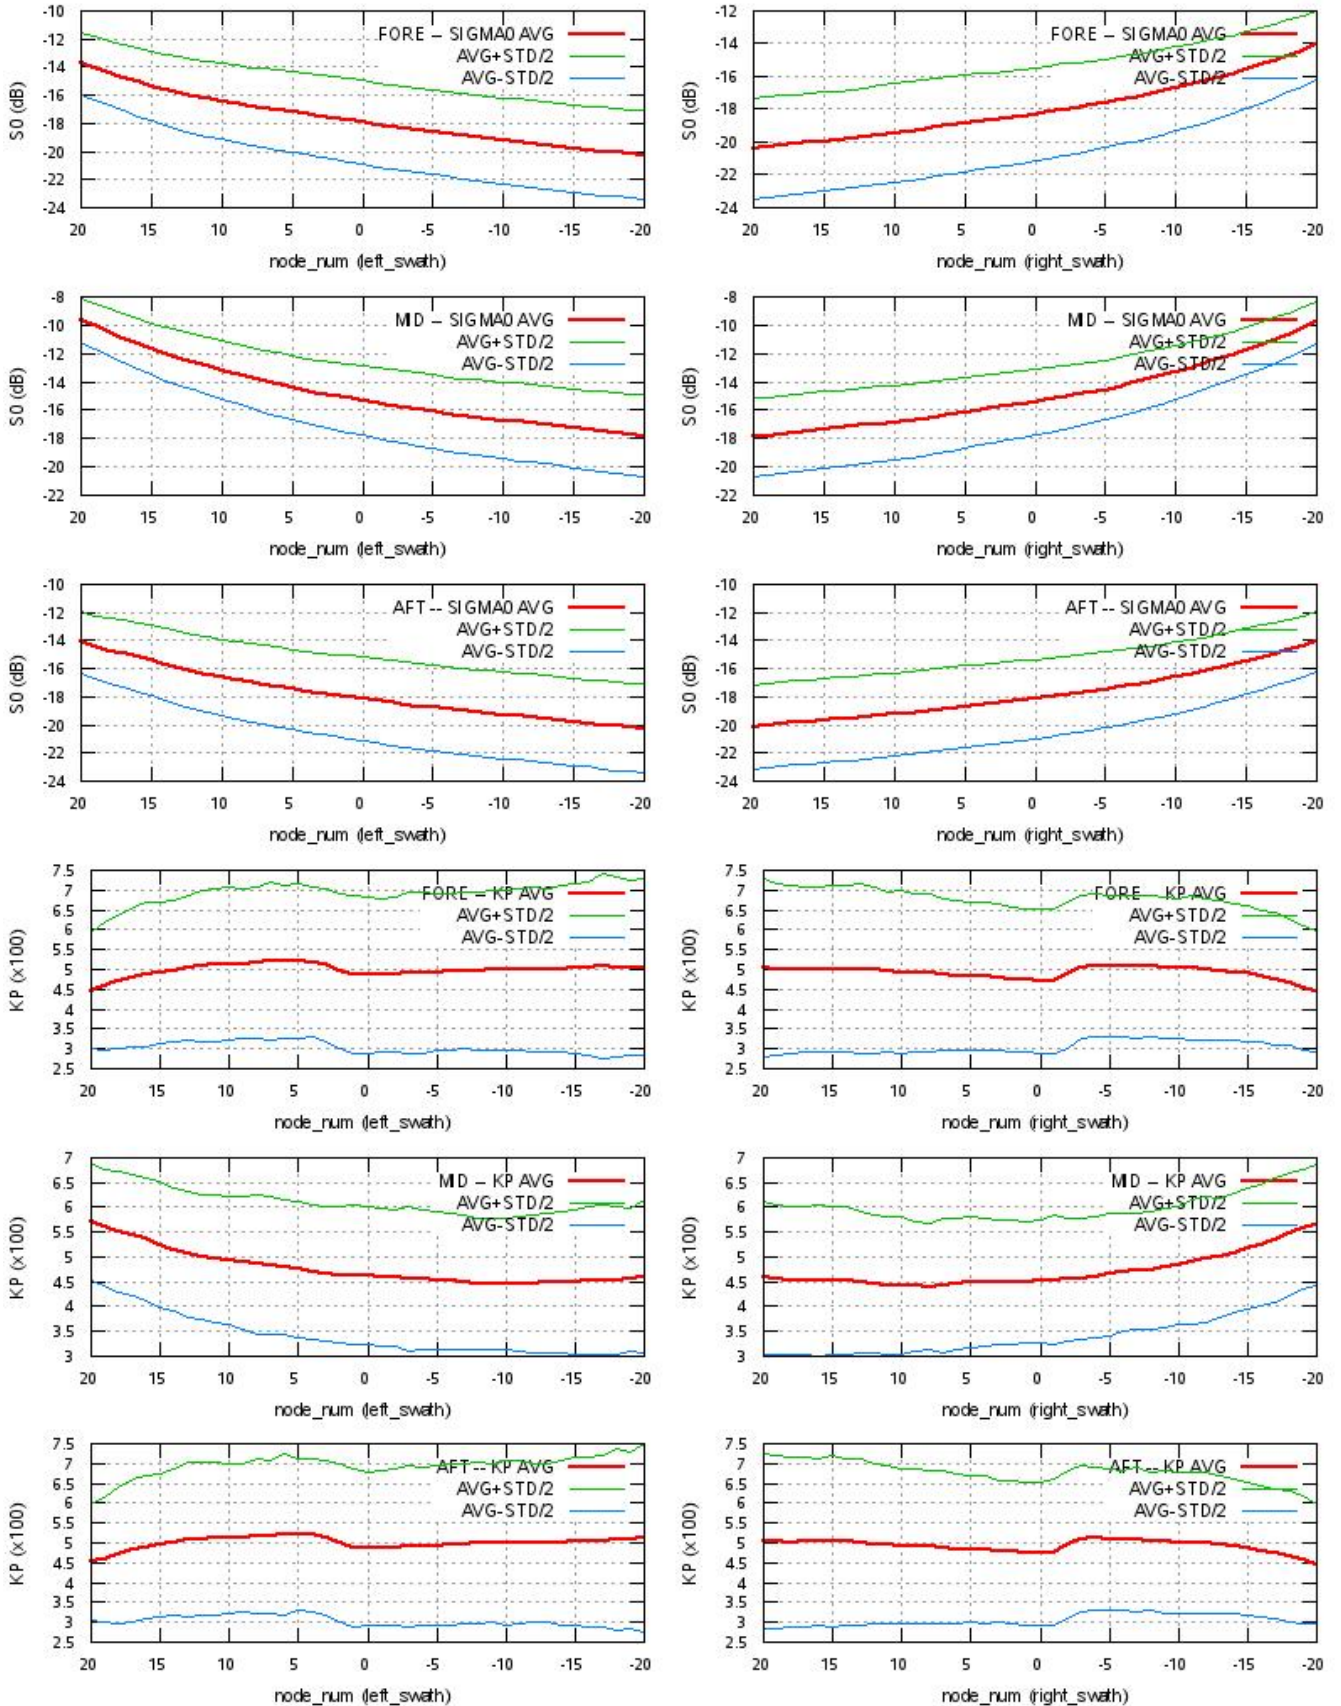 -10
-12
-14
-16
-18
-20
-22
-24
S0 (dB)
FORE -- SIGMA0 AVG
AVG+STD/2
AVG-STD/2
20 15 10 5 0 -5 -10 -15 -20
node_num (left_swath)
-12
-14
-16
-18
-20
-22
-24
S0 (dB)
FORE -- SIGMA0 AVG
AVG+STD/2
AVG-STD/2
20 15 10 5 0 -5 -10 -15 -20
node_num (right_swath)
-8
-10
-12
-14
-16
-18
-20
-22
S0 (dB)
MID -- SIGMA0 AVG
AVG+STD/2
AVG-STD/2
20 15 10 5 0 -5 -10 -15 -20
node_num (left_swath)
-8
-10
-12
-14
-16
-18
-20
-22
S0 (dB)
MID -- SIGMA0 AVG
AVG+STD/2
AVG-STD/2
20 15 10 5 0 -5 -10 -15 -20
node_num (right_swath)
-10
-12
-14
-16
-18
-20
-22
-24
S0 (dB)
AFT -- SIGMA0 AVG
AVG+STD/2
AVG-STD/2
20 15 10 5 0 -5 -10 -15 -20
node_num (left_swath)
-10
-12
-14
-16
-18
-20
-22
-24
S0 (dB)
AFT -- SIGMA0 AVG
AVG+STD/2
AVG-STD/2
20 15 10 5 0 -5 -10 -15 -20
node_num (right_swath)
7.5
7
6.5
6
5.5
5
4.5
4
3.5
3
2.5
KP (x100)
FORE -- KP AVG
AVG+STD/2
AVG-STD/2
20 15 10 5 0 -5 -10 -15 -20
node_num (left_swath)
7.5
7
6.5
6
5.5
5
4.5
4
3.5
3
2.5
KP (x100)
FORE -- KP AVG
AVG+STD/2
AVG-STD/2
20 15 10 5 0 -5 -10 -15 -20
node_num (right_swath)
7
6.5
6
5.5
5
4.5
4
3.5
3
KP (x100)
MID -- KP AVG
AVG+STD/2
AVG-STD/2
20 15 10 5 0 -5 -10 -15 -20
node_num (left_swath)
7
6.5
6
5.5
5
4.5
4
3.5
3
KP (x100)
MID -- KP AVG
AVG+STD/2
AVG-STD/2
20 15 10 5 0 -5 -10 -15 -20
node_num (right_swath)
7.5
7
6.5
6
5.5
5
4.5
4
3.5
3
2.5
KP (x100)
AFT -- KP AVG
AVG+STD/2
AVG-STD/2
20 15 10 5 0 -5 -10 -15 -20
node_num (left_swath)
7.5
7
6.5
6
5.5
5
4.5
4
3.5
3
2.5
KP (x100)
AFT -- KP AVG
AVG+STD/2
AVG-STD/2
20 15 10 5 0 -5 -10 -15 -20
node_num (right_swath)